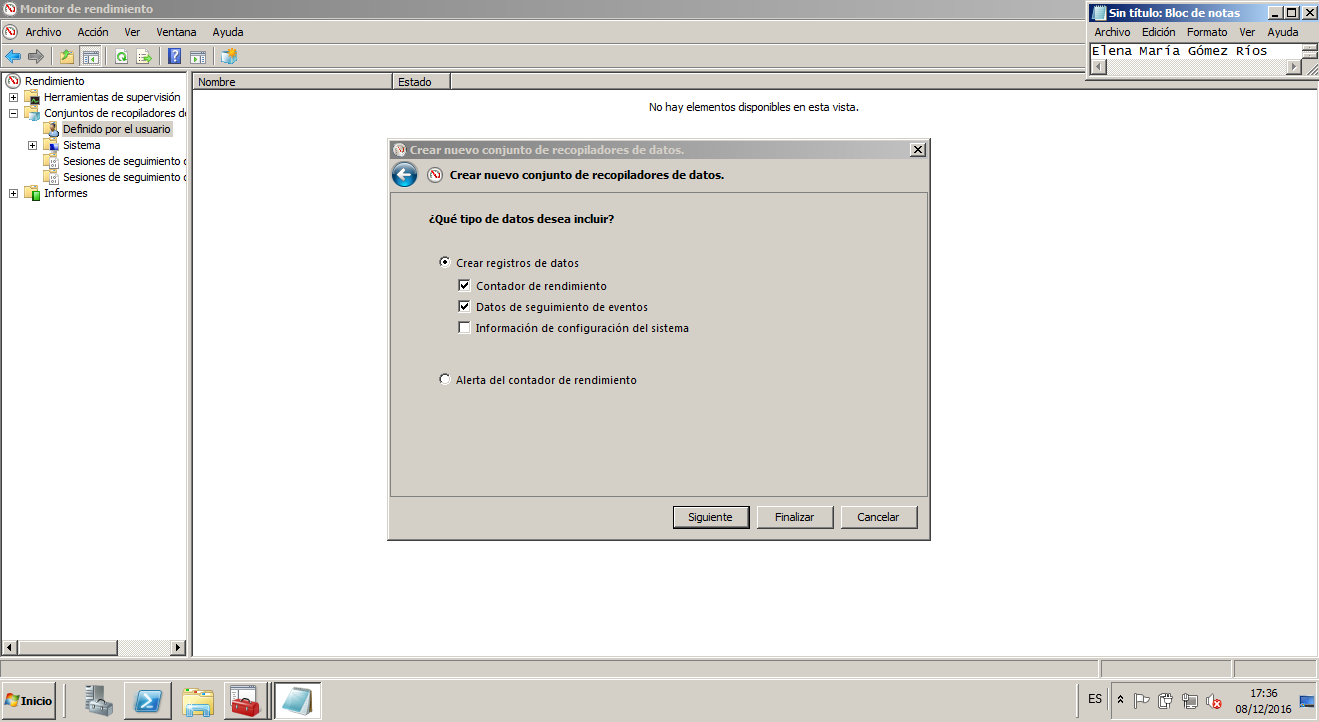 Monitor de rendimiento
Archivo Acción Ver Ventana Ayuda
Sin título: Bloc de notas
Archivo Edición Formato Ver Ayuda
Elena María Gómez Ríos
Rendimiento
Herramientas de supervisión
Conjuntos de recopiladores d
Definido por el usuario
Sistema
Sesiones de seguimiento
Sesiones de seguimiento
Informes
Nombre Estado
No hay elementos disponibles en esta vista.
Crear nuevo conjunto de recopiladores de datos.
Crear nuevo conjunto de recopiladores de datos.
¿Qué tipo de datos desea incluir?
Crear registros de datos
Contador de rendimiento
Datos de seguimiento de eventos
Información de configuración del sistema
Alerta del contador de rendimiento
Siguiente Finalizar Cancelar
Inicio
ES
17:36
08/12/2016